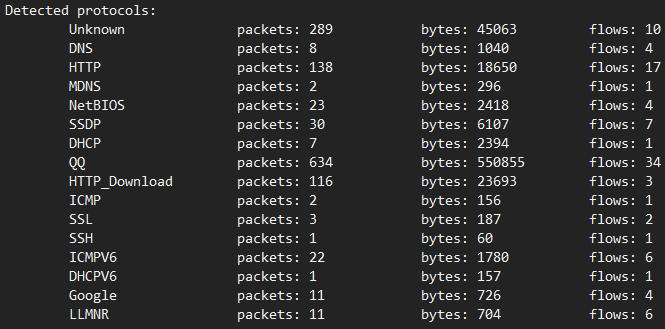 Detected protocols:
Unknown packets: 289 bytes: 45063 flows: 10
DNS packets: 8 bytes: 1040 flows: 4
HTTP packets: 138 bytes: 18650 flows: 17
MDNS packets: 2 bytes: 296 flows: 1
NetBIOS packets: 23 bytes: 2418 flows: 4
SSDP packets: 30 bytes: 6107 flows: 7
DHCP packets: 7 bytes: 2394 flows: 1
QQ packets: 634 bytes: 550855 flows: 34
HTTP_Download packets: 116 bytes: 23693 flows: 3
ICMP packets: 2 bytes: 156 flows: 1
SSL packets: 3 bytes: 187 flows: 2
SSH packets: 1 bytes: 60 flows: 1
ICMPV6 packets: 22 bytes: 1780 flows: 6
DHCPV6 packets: 1 bytes: 157 flows: 1
Google packets: 11 bytes: 726 flows: 4
LLMNR packets: 11 bytes: 704 flows: 6